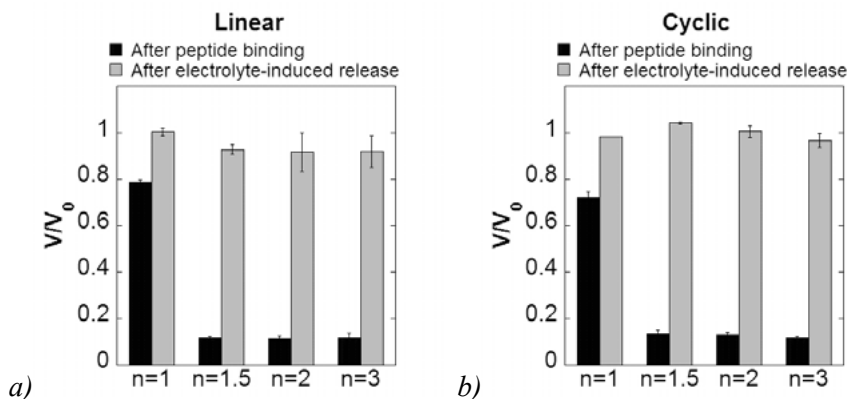 Linear
After peptide binding
After electrolyte-induced release
1
0.8
0.6
0.4
0.2
0
V/V0
n=1 n=1.5 n=2 n=3
a)
Cyclic
After peptide binding
After electrolyte-induced release
1
0.8
0.6
0.4
0.2
0
V/V0
n=1 n=1.5 n=2 n=3
b)